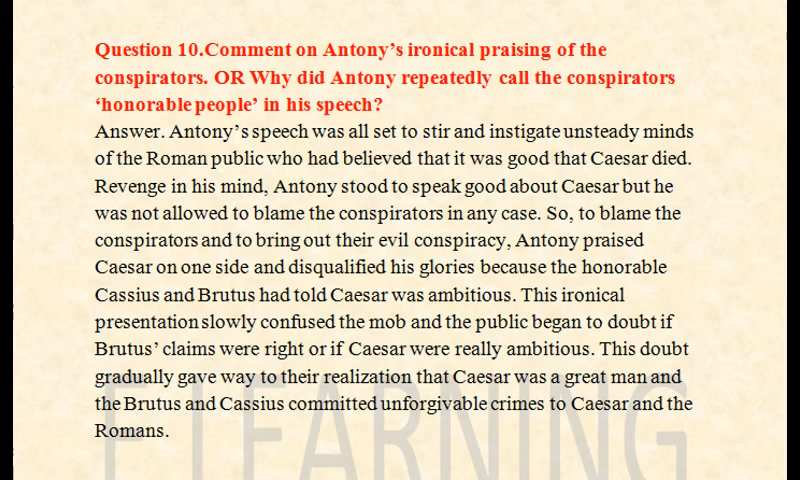 Question 10.Comment on Antony’s ironical praising of the
conspirators. OR Why did Antony repeatedly call the conspirators
‘honorable people’ in his speech?
Answer. Antony’s speech was all set to stir and instigate unsteady minds
of the Roman public who had believed that it was good that Caesar died.
Revenge in his mind, Antony stood to speak good about Caesar but he
was not allowed to blame the conspirators in any case. So, to blame the
conspirators and to bring out their evil conspiracy, Antony praised
Caesar on one side and disqualified his glories because the honorable
Cassius and Brutus had told Caesar was ambitious. This ironical
presentation slowly confused the mob and the public began to doubt if
Brutus’ claims were right or if Caesar were really ambitious. This doubt
gradually gave way to their realization that Caesar was a great man and
the Brutus and Cassius committed unforgivable crimes to Caesar and the
Romans.